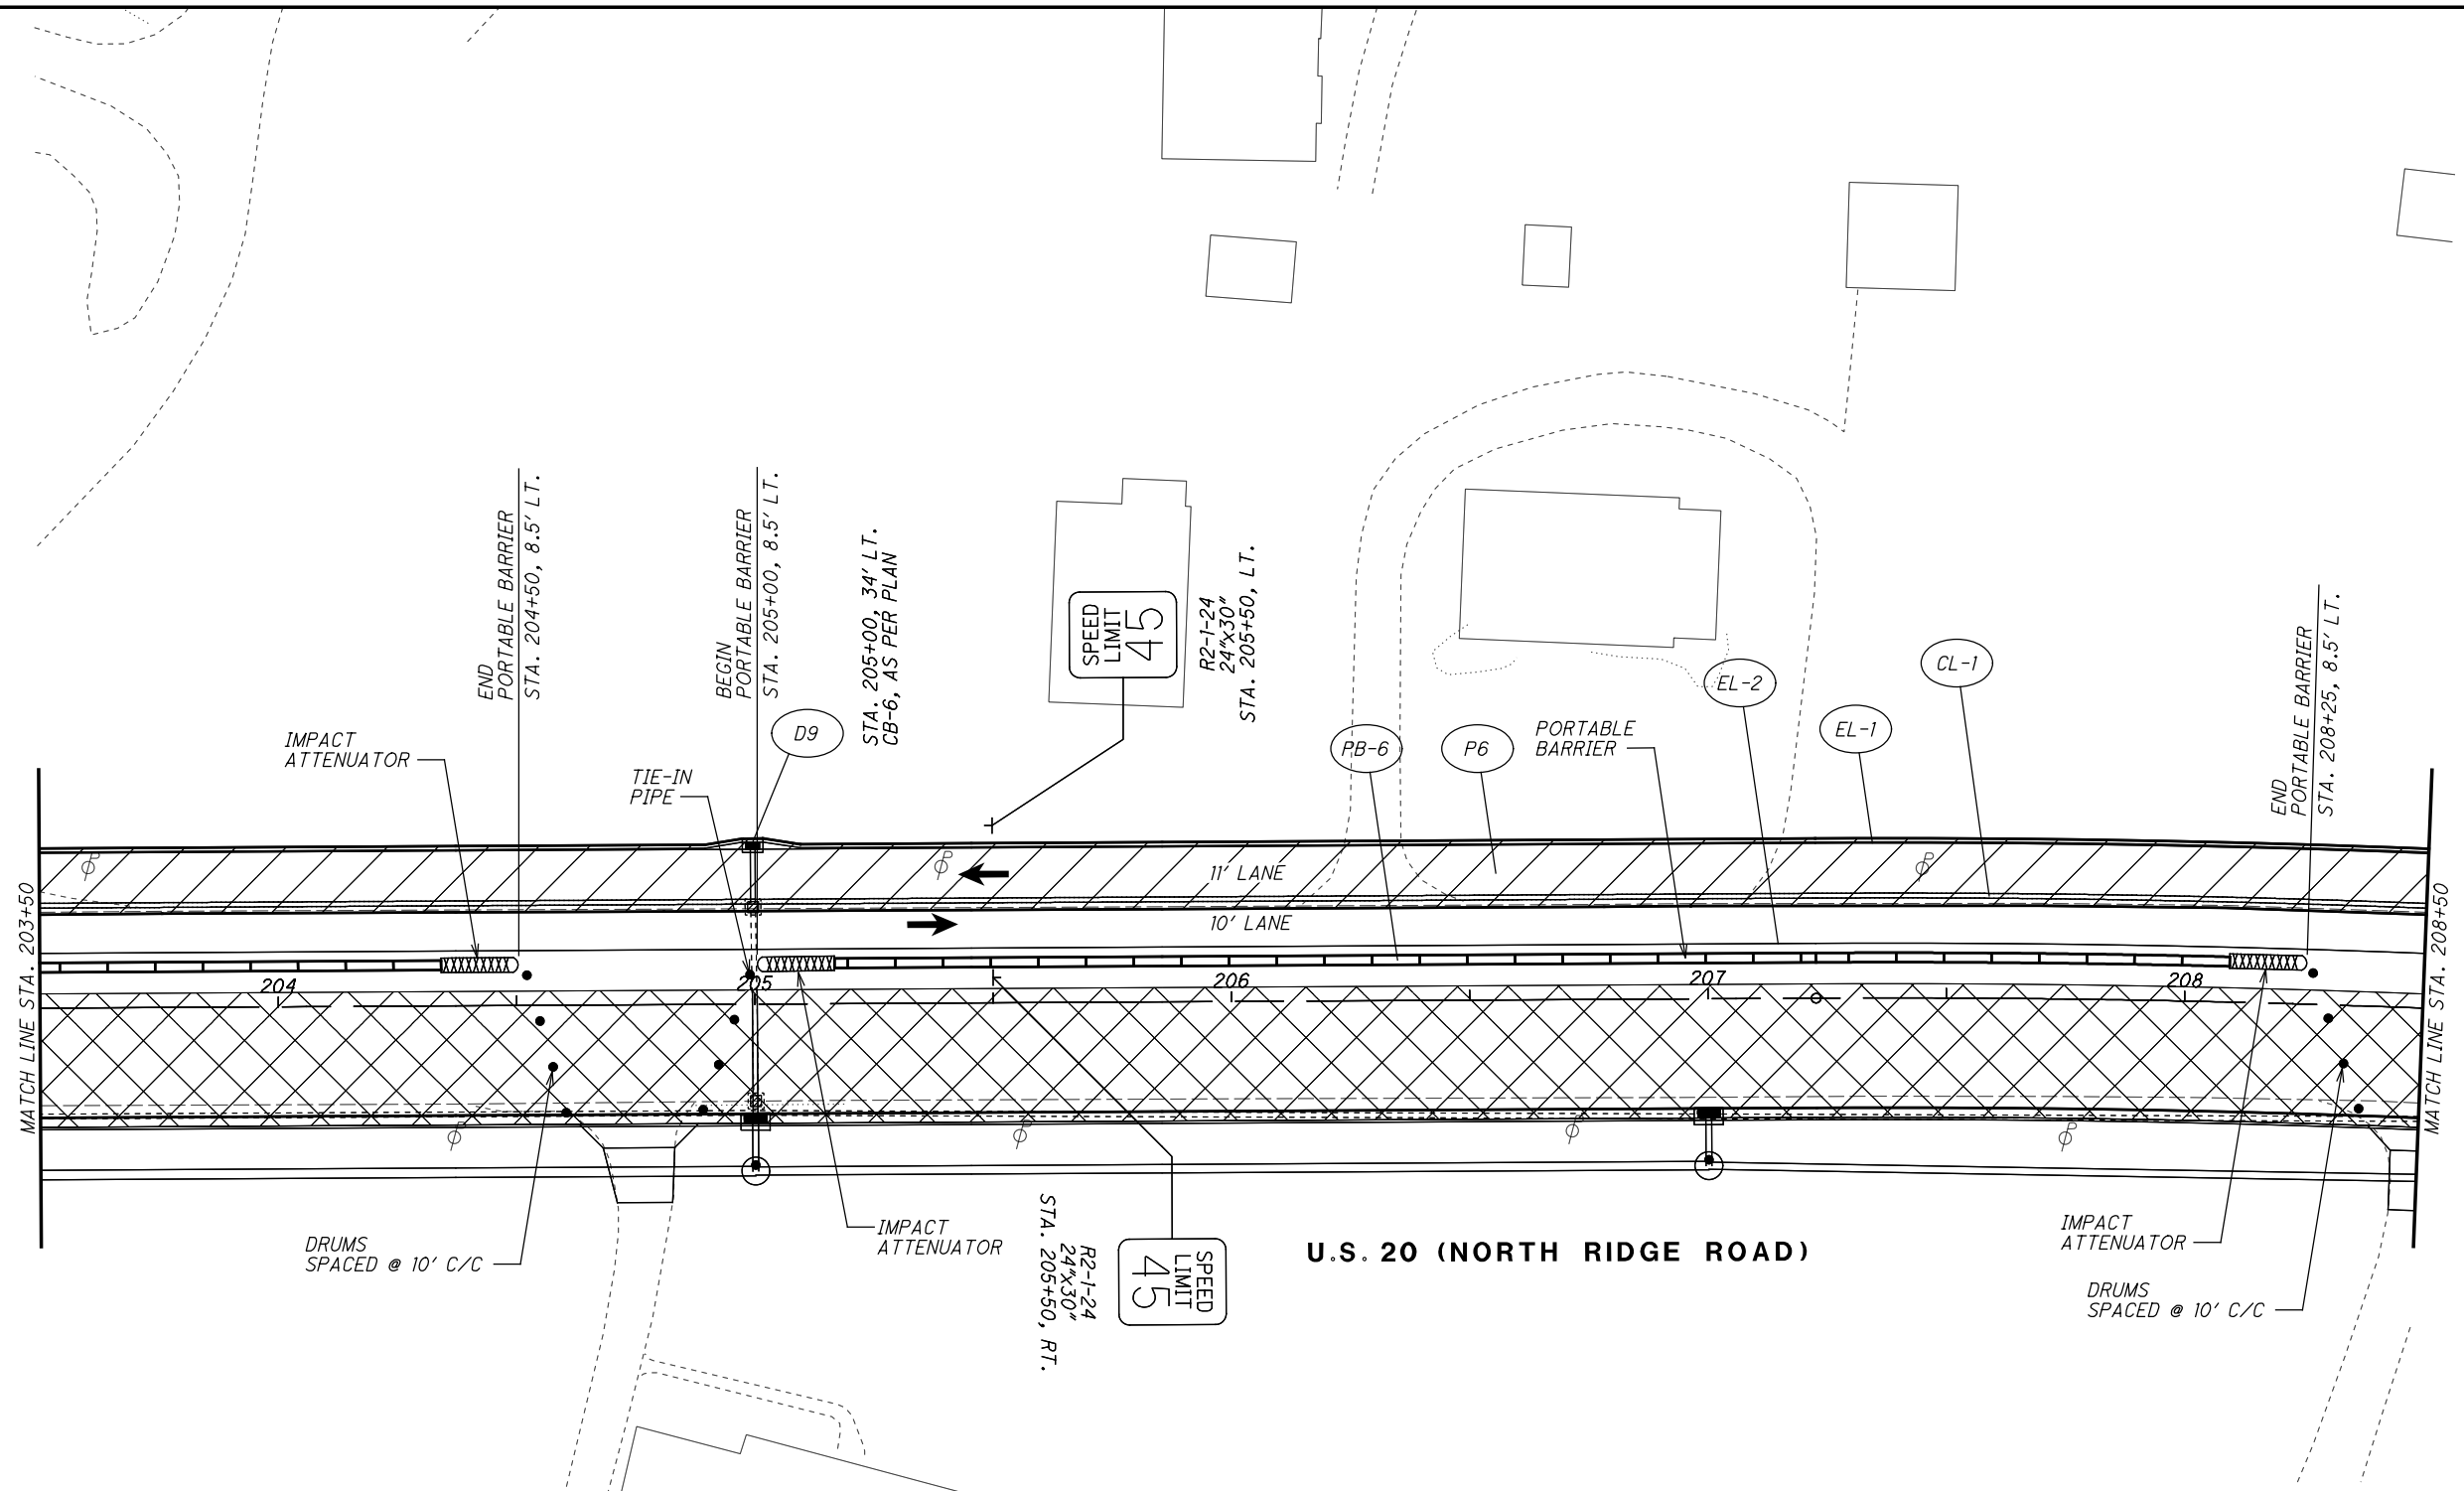 END
PORTABLE BARRIER
STA. 204+50, 8.5' LT.
BEGIN
PORTABLE BARRIER
STA. 205+00, 8.5' LT.
STA. 205+00, 34' LT.
CB-6, AS PER PLAN
SPEED
LIMIT
45
R2-1-24
24"x30"
STA. 205+50, LT.
END
PORTABLE BARRIER
STA. 208+25, 8.5' LT.
IMPACT
ATTENUATOR
TIE-IN
PIPE
D9
PB-6
P6
PORTABLE
BARRIER
EL-2
EL-1
CL-1
MATCH LINE STA. 203+50
11' LANE
10' LANE
204
205
206
207
208
MATCH LINE STA. 208+50
DRUMS
SPACED @ 10' C/C
IMPACT
ATTENUATOR
STA. 205+50, RT.
24"x30"
R2-1-24
SPEED
LIMIT
45
U.S. 20 (NORTH RIDGE ROAD)
IMPACT
ATTENUATOR
DRUMS
SPACED @ 10' C/C